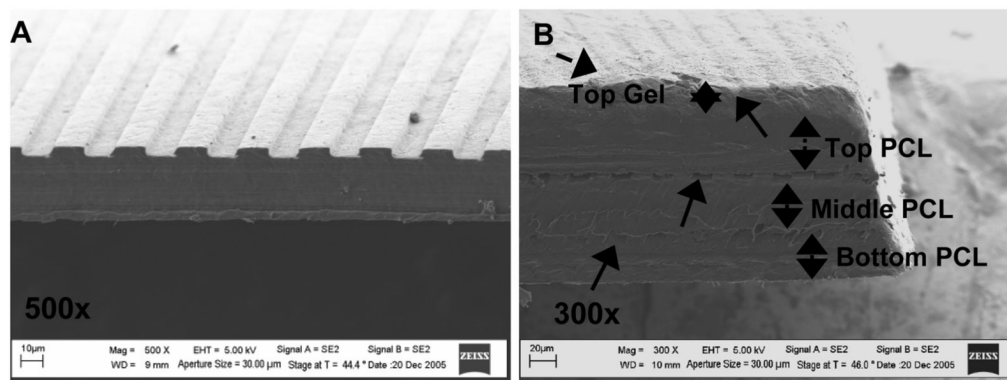 A
500x
10µm
Mag = 500 X EHT = 5.00 kV Signal A = SE2 Signal B = SE2
WD = 9 mm Aperture Size = 30.00 µm Stage at T = 44.4 ° Date :20 Dec 2005
ZEISS
B
Top Gel
Top PCL
Middle PCL
Bottom PCL
300x
20µm
Mag = 300 X EHT = 5.00 kV Signal A = SE2 Signal B = SE2
WD = 10 mm Aperture Size = 30.00 µm Stage at T = 46.0 ° Date :20 Dec 2005
ZEISS